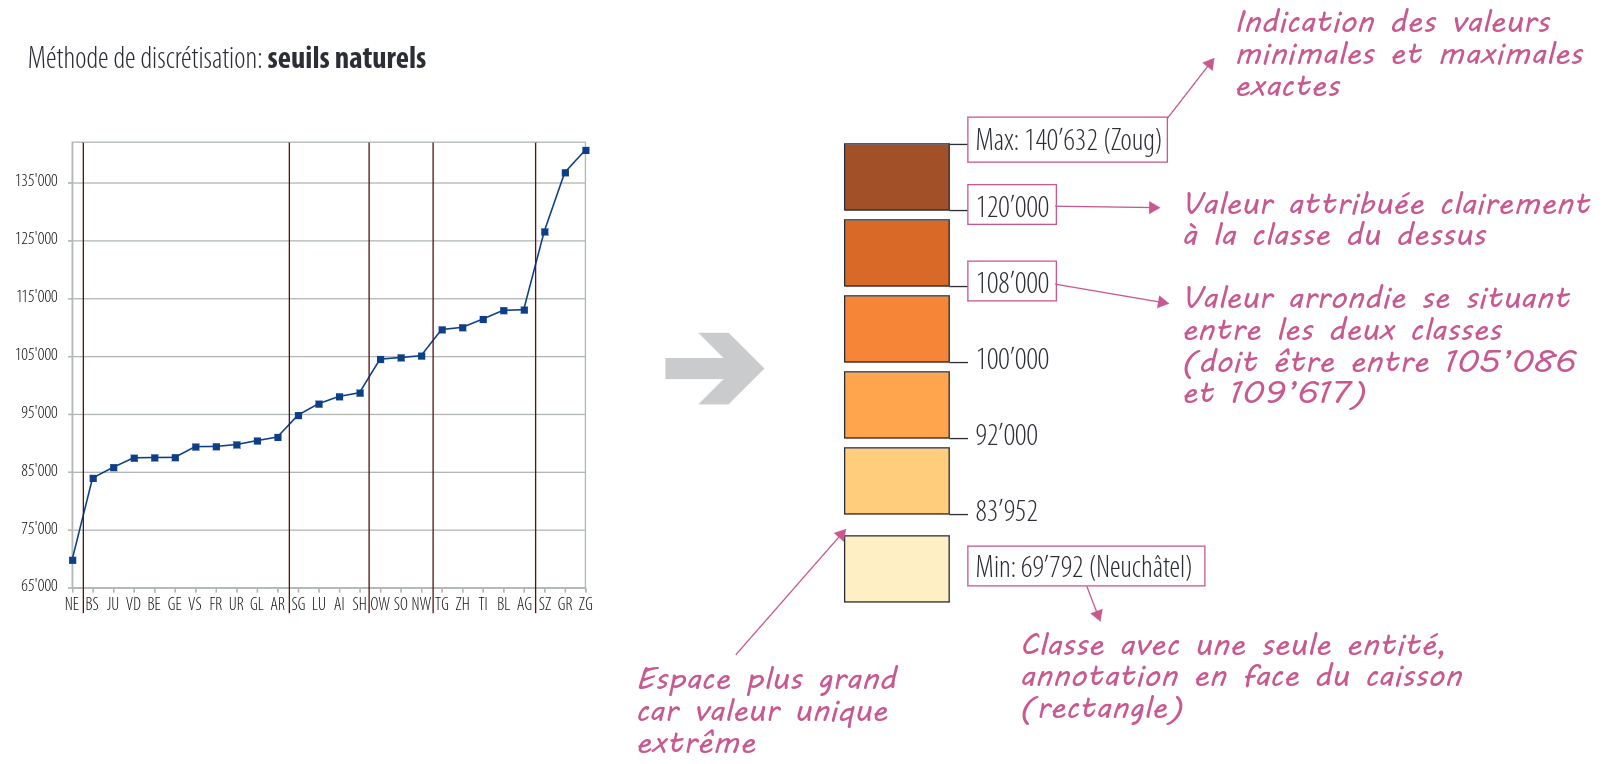 Méthode de discrétisation: seuils naturels
135'000
125'000
115'000
105'000
95'000
85'000
75'000
65'000
NE BS JU VD BE GE VS FR UR GL AR SG LU AI SH OW SO NW TG ZH TI BL AG SZ GR ZG
Max: 140’632 (Zoug)
120’000
108’000
100’000
92’000
83’952
Min: 69’792 (Neuchâtel)
Indication des valeurs
minimales et maximales
exactes
Valeur attribuée clairement
à la classe du dessus
Valeur arrondie se situant
entre les deux classes
(doit être entre 105’086
et 109’617)
Classe avec une seule entité,
annotation en face du caisson
(rectangle)
Espace plus grand
car valeur unique
extrême